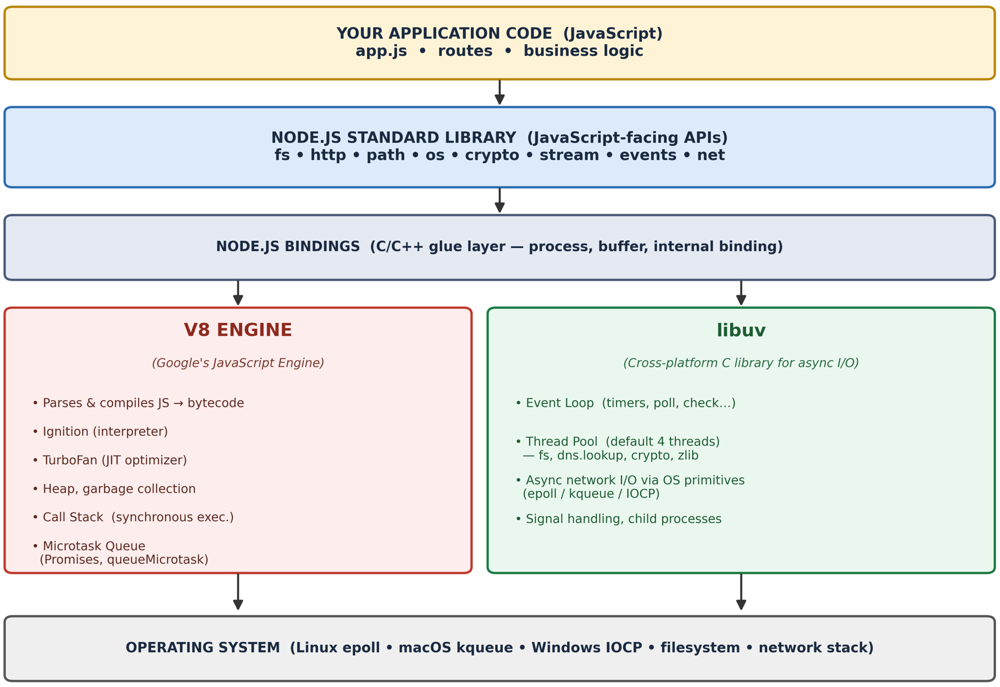 YOUR APPLICATION CODE  (JavaScript)
app.js  •  routes  •  business logic
NODE.JS STANDARD LIBRARY  (JavaScript-facing APIs)
fs • http • path • os • crypto • stream • events • net
NODE.JS BINDINGS  (C/C++ glue layer — process, buffer, internal binding)
V8 ENGINE
(Google's JavaScript Engine)
• Parses & compiles JS → bytecode
• Ignition (interpreter)
• TurboFan (JIT optimizer)
• Heap, garbage collection
• Call Stack  (synchronous exec.)
• Microtask Queue
(Promises, queueMicrotask)
libuv
(Cross-platform C library for async I/O)
• Event Loop  (timers, poll, check…)
• Thread Pool  (default 4 threads)
— fs, dns.lookup, crypto, zlib
• Async network I/O via OS primitives
(epoll / kqueue / IOCP)
• Signal handling, child processes
OPERATING SYSTEM  (Linux epoll • macOS kqueue • Windows IOCP • filesystem • network stack)